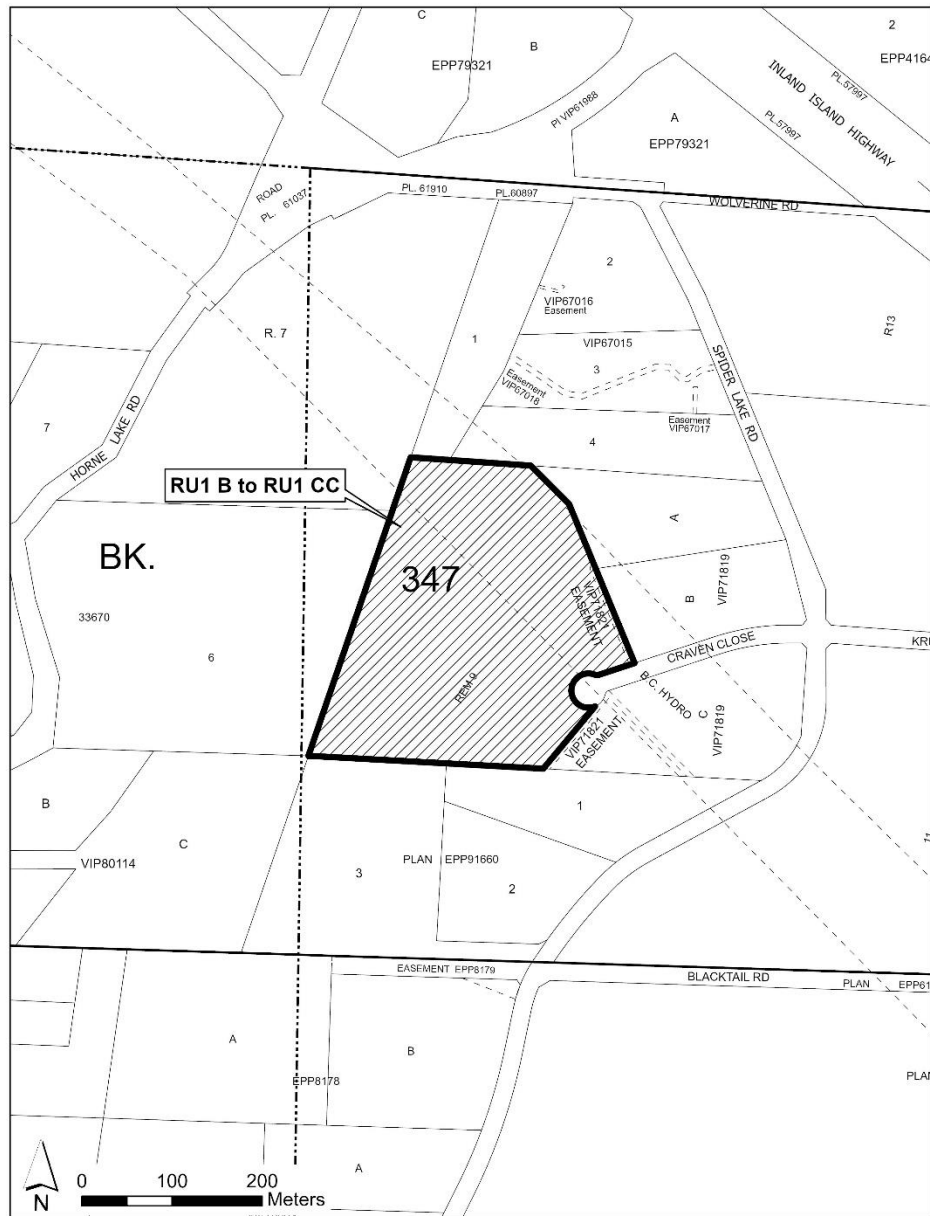 C
B
2
EPP79321
EPP4164
PL.57997
INLAND ISLAND HIGHWAY
PL.57997
Pl VIP61988
A
EPP79321
ROAD
PL. 61037
PL. 61910
PL.60897
WOLVERINE RD
2
VIP67016
Easement
R13
R. 7
1
VIP67015
3
SPIDER LAKE RD
Easement
VIP67018
7
HORNE LAKE RD
Easement
VIP67017
4
RU1 B to RU1 CC
A
BK.
347
VIP71821
EASEMENT
B
VIP71819
33670
6
CRAVEN CLOSE
REM 9
B.C. HYDRO
C
VIP71819
VIP71821
EASEMENT
B
1
11
C
VIP80114
3
PLAN EPP91660
2
EASEMENT EPP8179
BLACKTAIL RD
PLAN
EPP61
A
B
EPP8178
PLAN
A
N
0 100 200
Meters